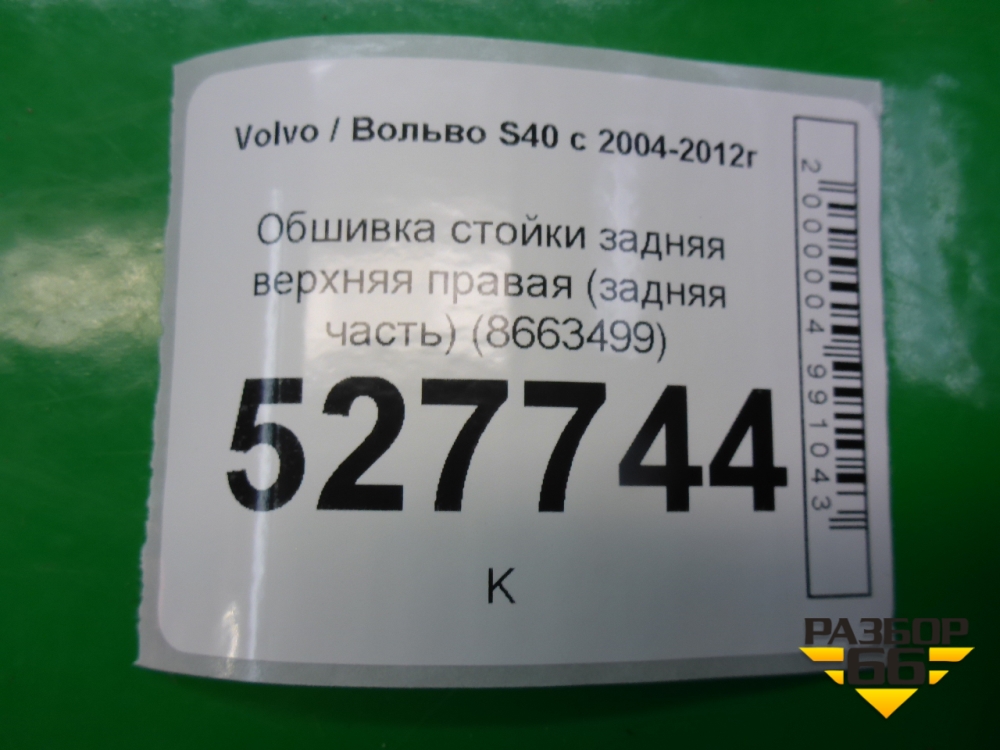 Volvo / Вольво S40 с 2004-2012г
Обшивка стойки задняя
верхняя правая (задняя
часть) (8663499)
527744
К
2000004991043
РАЗБОР
66